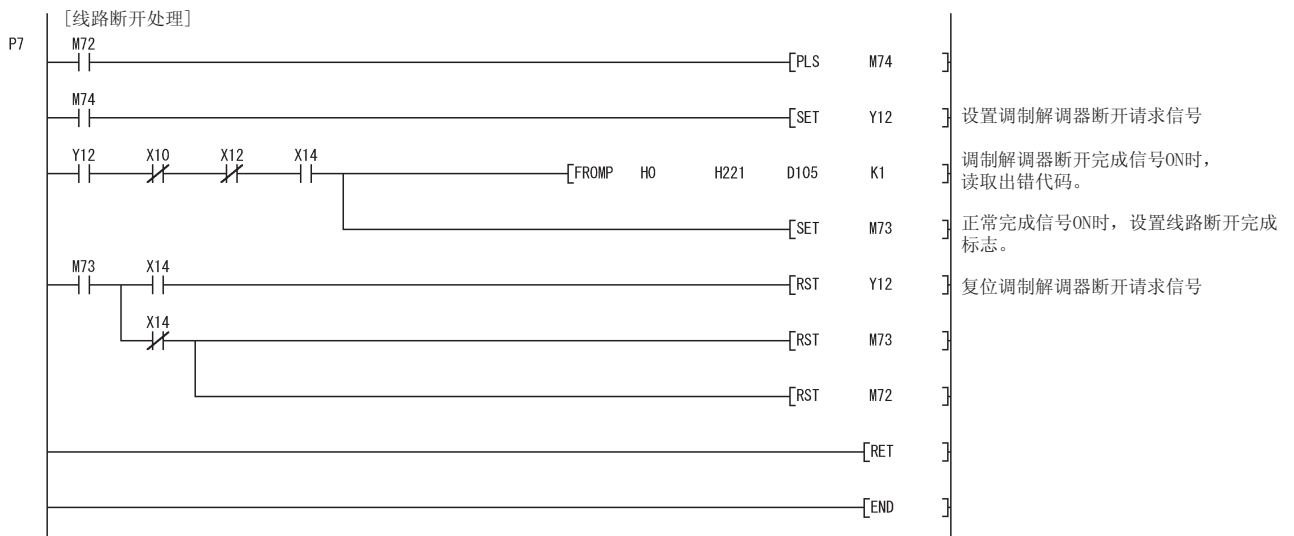 [线路断开处理]
P7
M72
PLS M74
M74
SET Y12 设置调制解调器断开请求信号
Y12 X10 X12 X14
FROMP H0 H221 D105 K1 调制解调器断开完成信号ON时，
读取出错代码。
SET M73 正常完成信号ON时，设置线路断开完成
标志。
M73 X14
RST Y12 复位调制解调器断开请求信号
X14
RST M73
RST M72
RET
END